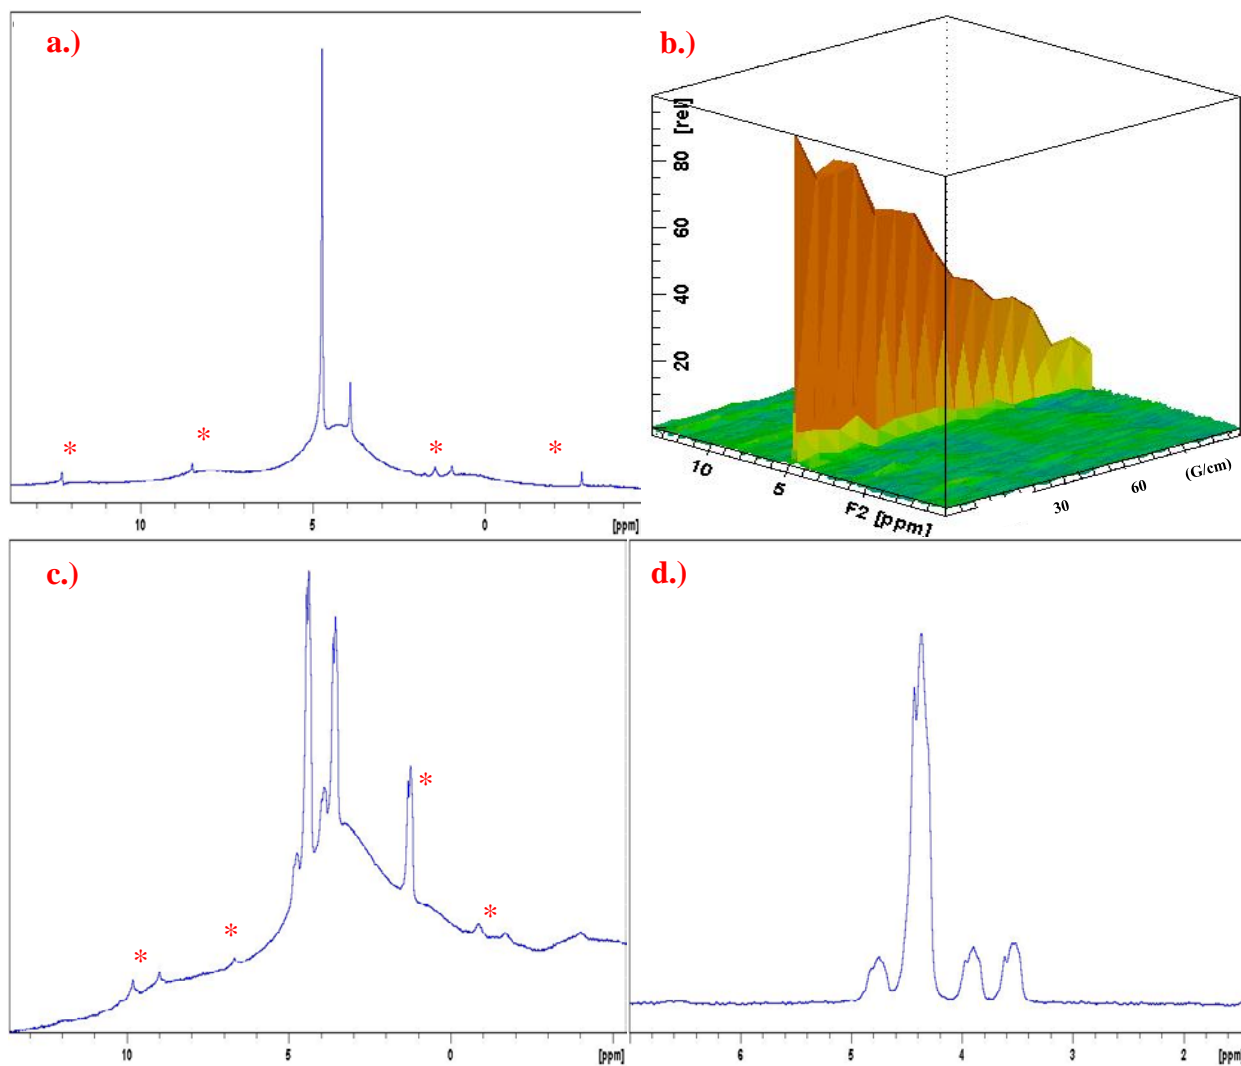 a.)
* * * *
10 5 0 [ppm]
b.)
[rel]
80
60
40
20
10 5 F2 [ppm]
30 60 (G/cm)
c.)
* * * *
10 5 0 [ppm]
d.)
6 5 4 3 2 [ppm]